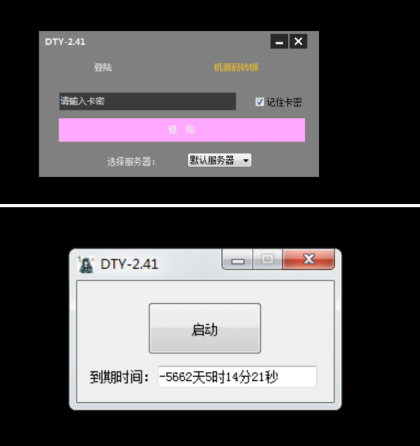 DTY-2.41
登陆 机器码转绑
请输入卡密 记住卡密
登 陆
选择服务器： 默认服务器
DTY-2.41
启动
到期时间： -5662天5时14分21秒